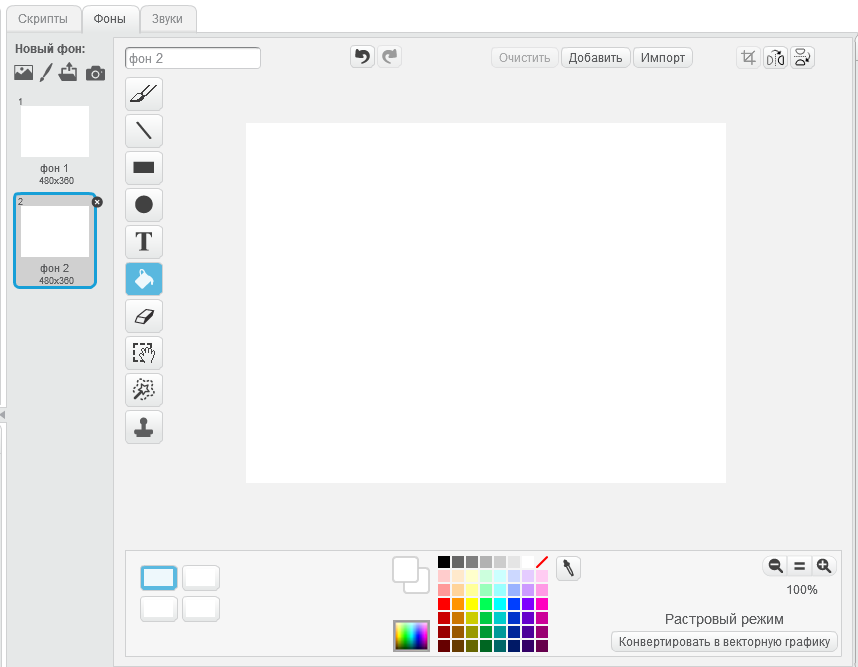 Скрипты Фоны Звуки
Новый фон:
фон 2
Очистить Добавить Импорт
1
фон 1
480x360
2
фон 2
480x360
T
100%
Растровый режим
Конвертировать в векторную графику